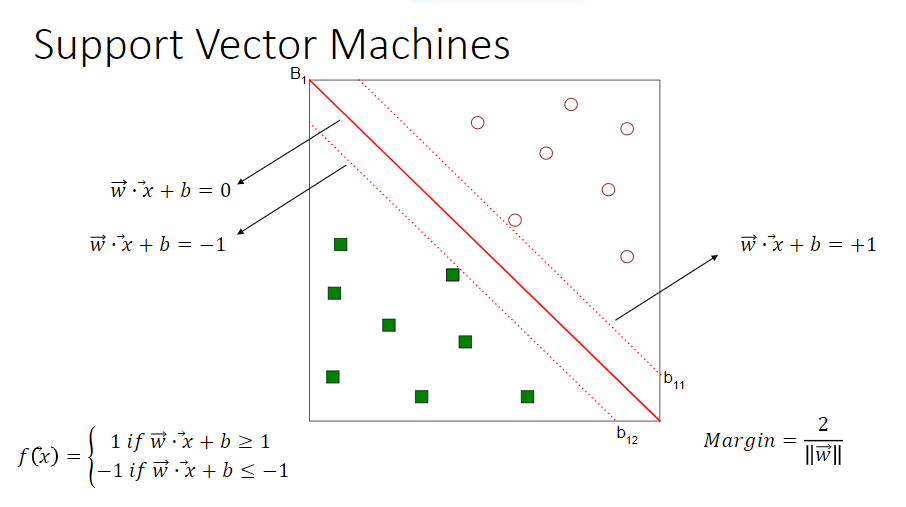 Support Vector Machines
B₁
w⃗ · x⃗ + b = 0
w⃗ · x⃗ + b = −1
w⃗ · x⃗ + b = +1
b₁₁
b₁₂
f(x⃗) = { 1 if w⃗ · x⃗ + b ≥ 1
−1 if w⃗ · x⃗ + b ≤ −1
Margin = 2 / ||w⃗||